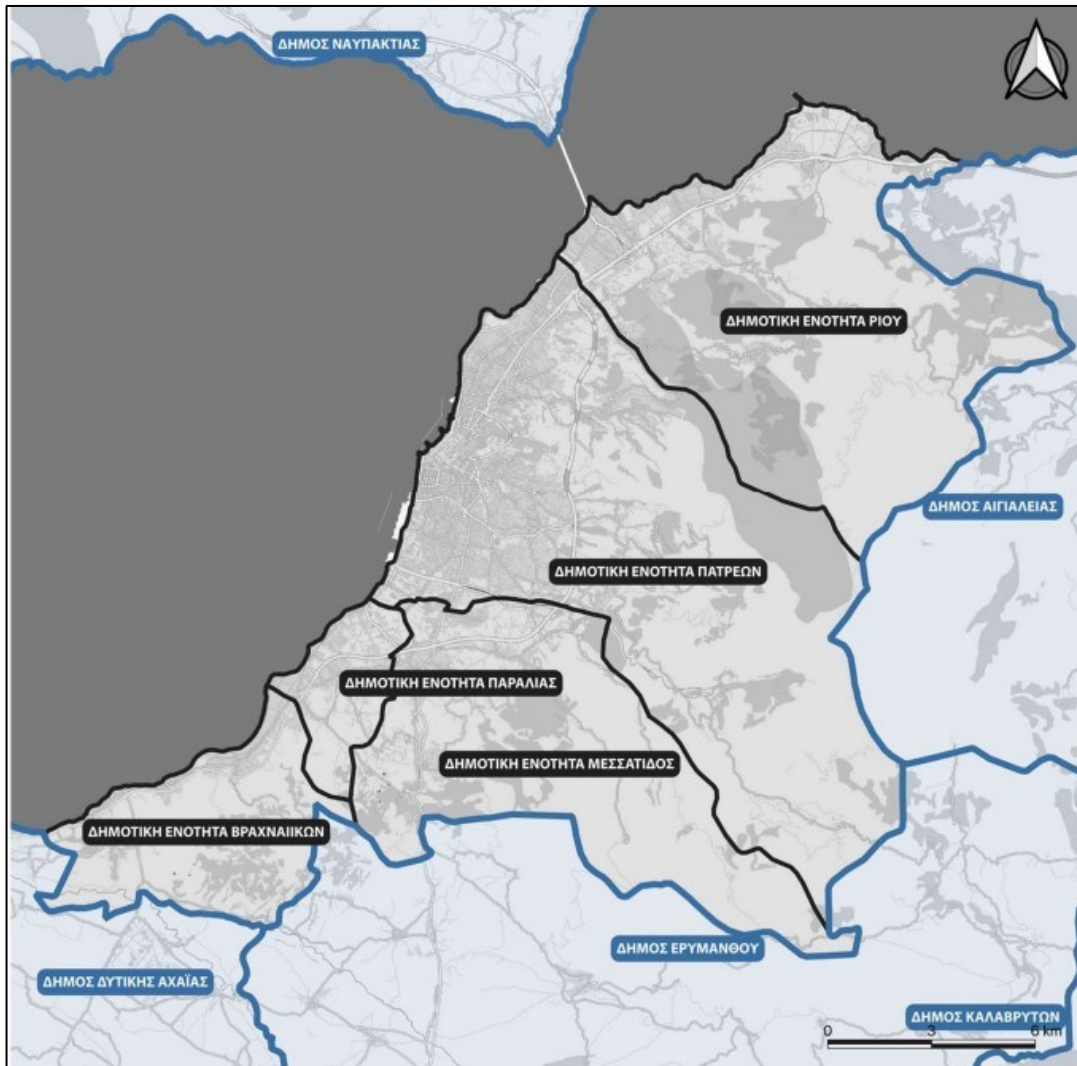 ΔΗΜΟΣ ΝΑΥΠΑΚΤΙΑΣ
ΔΗΜΟΤΙΚΗ ΕΝΟΤΗΤΑ ΡΙΟΥ
ΔΗΜΟΣ ΑΙΓΙΑΛΕΙΑΣ
ΔΗΜΟΤΙΚΗ ΕΝΟΤΗΤΑ ΠΑΤΡΕΩΝ
ΔΗΜΟΤΙΚΗ ΕΝΟΤΗΤΑ ΠΑΡΑΛΙΑΣ
ΔΗΜΟΤΙΚΗ ΕΝΟΤΗΤΑ ΜΕΣΣΑΤΙΔΟΣ
ΔΗΜΟΤΙΚΗ ΕΝΟΤΗΤΑ ΒΡΑΧΝΑΙΙΚΩΝ
ΔΗΜΟΣ ΕΡΥΜΑΝΘΟΥ
ΔΗΜΟΣ ΔΥΤΙΚΗΣ ΑΧΑΪΑΣ
ΔΗΜΟΣ ΚΑΛΑΒΡΥΤΩΝ
0 3 6 km